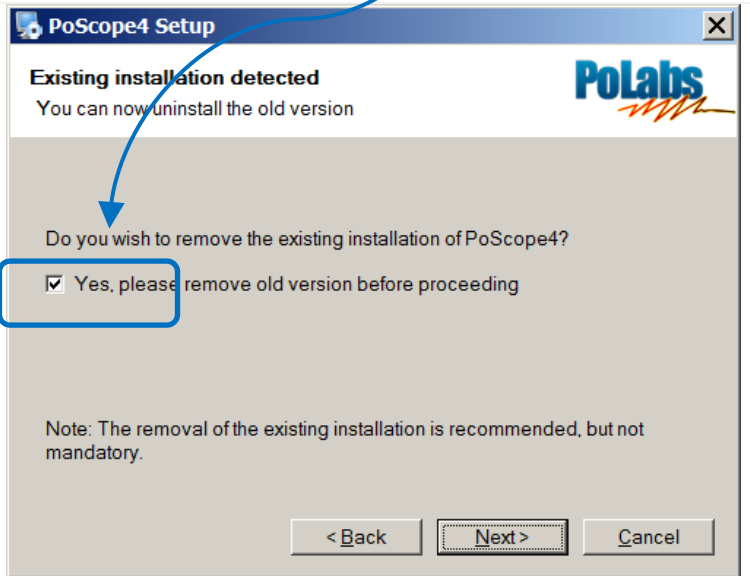 PoScope4 Setup
Existing installation detected
You can now uninstall the old version
PoLabs
Do you wish to remove the existing installation of PoScope4?
Yes, please remove old version before proceeding
Note: The removal of the existing installation is recommended, but not
mandatory.
< Back Next > Cancel